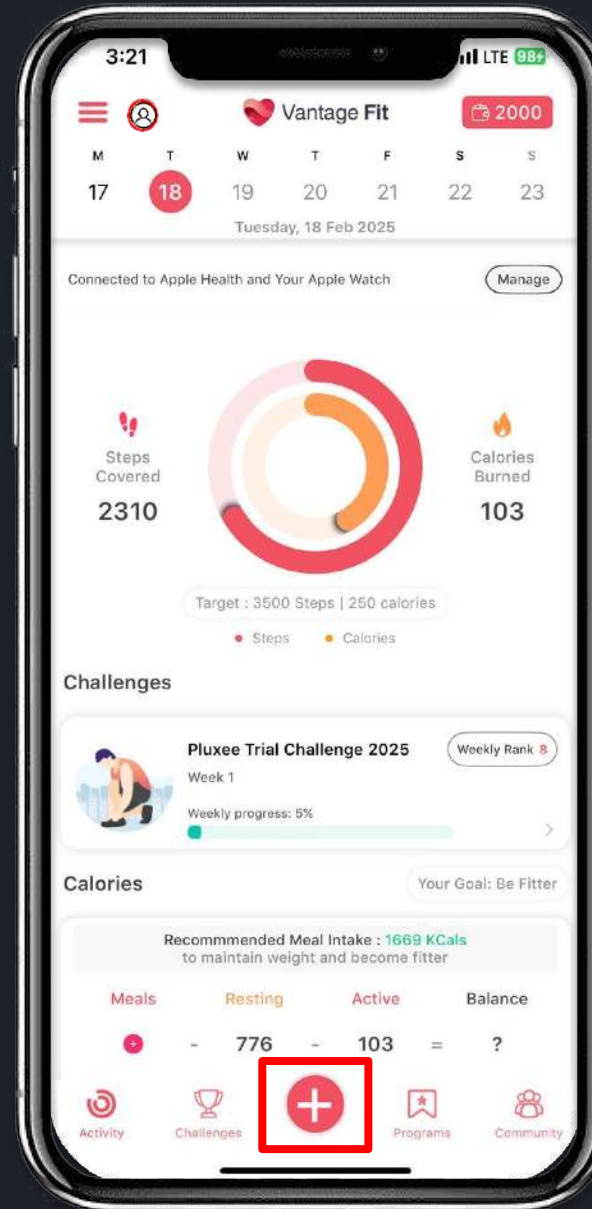 3:21 LTE 98
Vantage Fit 2000
M T W T F S S
17 18 19 20 21 22 23
Tuesday, 18 Feb 2025
Connected to Apple Health and Your Apple Watch Manage
Steps Covered
2310
Calories Burned
103
Target : 3500 Steps | 250 calories
Steps Calories
Challenges
Pluxee Trial Challenge 2025 Weekly Rank 8
Week 1
Weekly progress: 5%
Calories Your Goal: Be Fitter
Recommmended Meal Intake : 1669 KCals
to maintain weight and become fitter
Meals Resting Active Balance
+ - 776 - 103 = ?
Activity Challenges + Programs Community